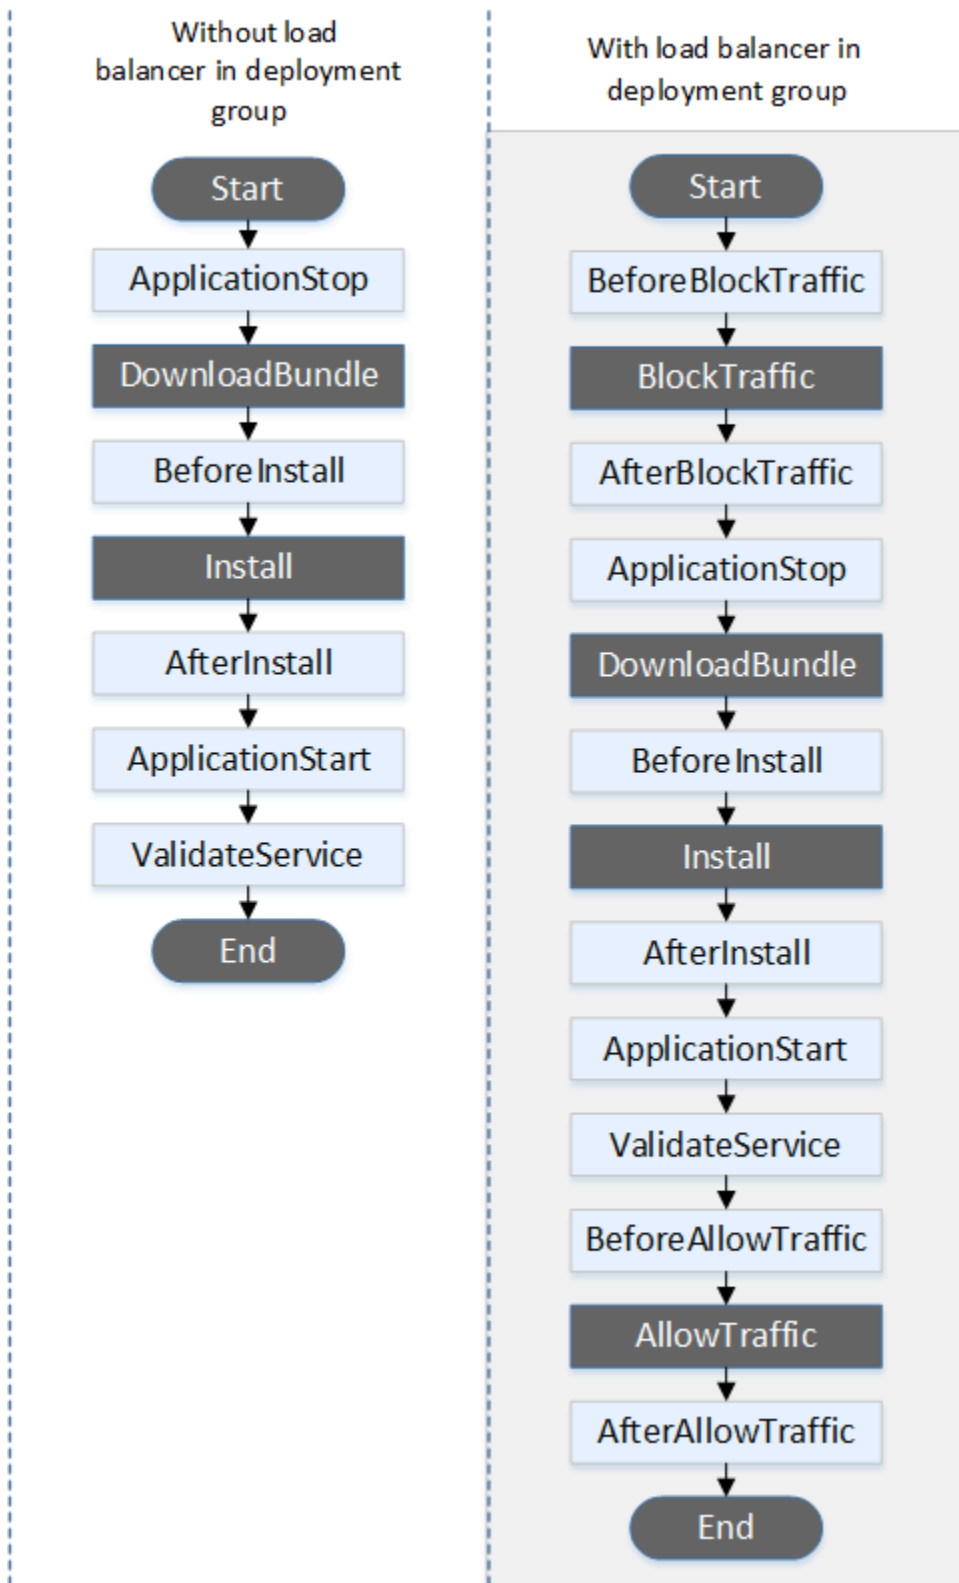 Without load
balancer in deployment
group
Start
ApplicationStop
DownloadBundle
BeforeInstall
Install
AfterInstall
ApplicationStart
ValidateService
End
With load balancer in
deployment group
Start
BeforeBlockTraffic
BlockTraffic
AfterBlockTraffic
ApplicationStop
DownloadBundle
BeforeInstall
Install
AfterInstall
ApplicationStart
ValidateService
BeforeAllowTraffic
AllowTraffic
AfterAllowTraffic
End